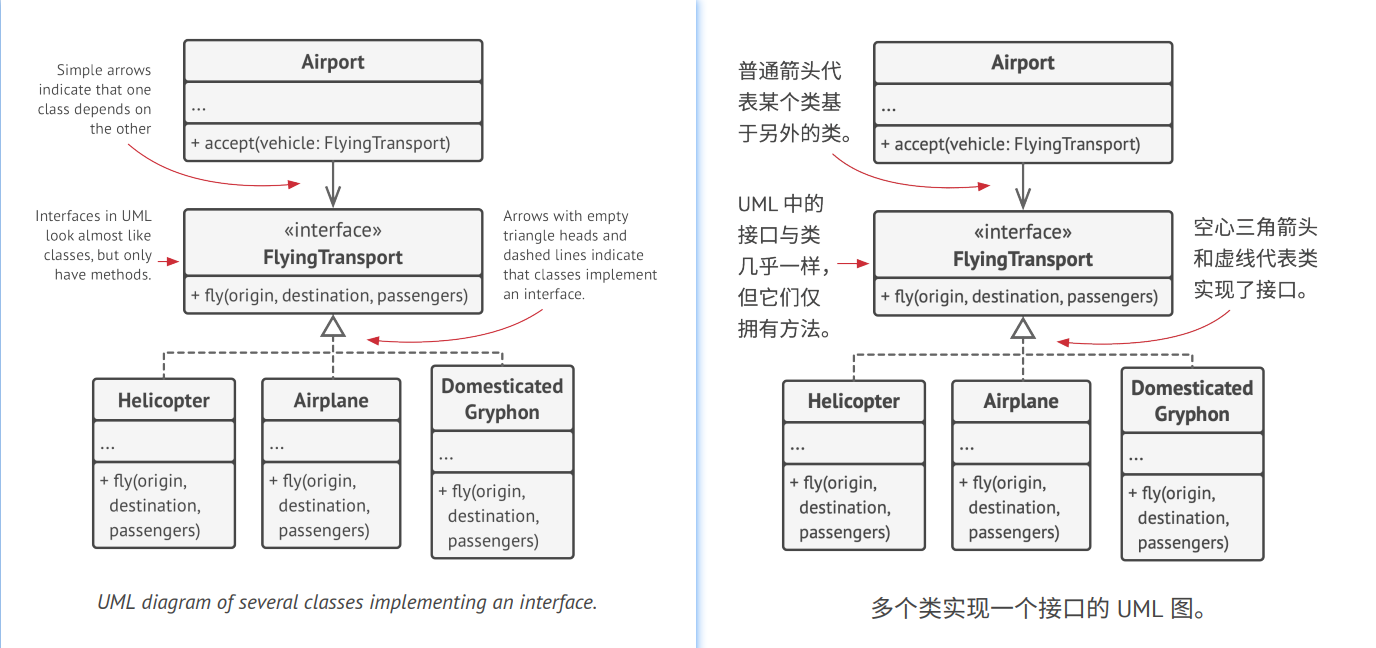 Simple arrows
indicate that one
class depends on
the other
Airport
...
+ accept(vehicle: FlyingTransport)
Interfaces in UML
look almost like
classes, but only
have methods.
«interface»
FlyingTransport
+ fly(origin, destination, passengers)
Arrows with empty
triangle heads and
dashed lines indicate
that classes implement
an interface.
Helicopter
...
+ fly(origin,
destination,
passengers)
Airplane
...
+ fly(origin,
destination,
passengers)
Domesticated
Gryphon
...
+ fly(origin,
destination,
passengers)
UML diagram of several classes implementing an interface.
普通箭头代
表某个类基
于另外的类。
Airport
...
+ accept(vehicle: FlyingTransport)
UML 中的
接口与类
几乎一样，
但它们仅
拥有方法。
«interface»
FlyingTransport
+ fly(origin, destination, passengers)
空心三角箭头
和虚线代表类
实现了接口。
Helicopter
...
+ fly(origin,
destination,
passengers)
Airplane
...
+ fly(origin,
destination,
passengers)
Domesticated
Gryphon
...
+ fly(origin,
destination,
passengers)
多个类实现一个接口的 UML 图。